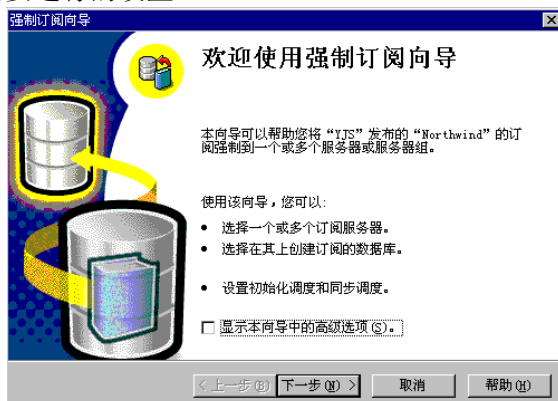 强制订阅向导
欢迎使用强制订阅向导
本向导可以帮助您将“YJS”发布的“Northwind”的订
阅强制到一个或多个服务器或服务器组。
使用该向导，您可以:
• 选择一个或多个订阅服务器。
• 选择在其上创建订阅的数据库。
• 设置初始化调度和同步调度。
显示本向导中的高级选项(S)。
< 上一步(B) 下一步(N) > 取消 帮助(H)